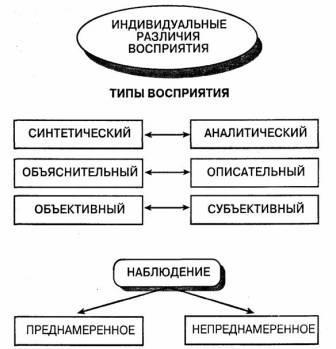 ИНДИВИДУАЛЬНЫЕ
РАЗЛИЧИЯ
ВОСПРИЯТИЯ
ТИПЫ ВОСПРИЯТИЯ
СИНТЕТИЧЕСКИЙ АНАЛИТИЧЕСКИЙ
ОБЪЯСНИТЕЛЬНЫЙ ОПИСАТЕЛЬНЫЙ
ОБЪЕКТИВНЫЙ СУБЪЕКТИВНЫЙ
НАБЛЮДЕНИЕ
ПРЕДНАМЕРЕННОЕ НЕПРЕДНАМЕРЕННОЕ